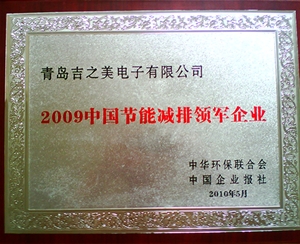 青岛吉之美电子有限公司
2009中国节能减排领军企业
中华环保联合会
中国企业报社
2010年5月